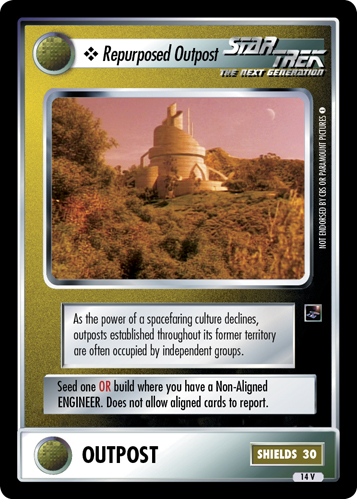 ❖ Repurposed Outpost
STAR TREK
THE NEXT GENERATION
NOT ENDORSED BY CBS OR PARAMOUNT PICTURES
As the power of a spacefaring culture declines,
outposts established throughout its former territory
are often occupied by independent groups.
Seed one OR build where you have a Non-Aligned
ENGINEER. Does not allow aligned cards to report.
OUTPOST
SHIELDS 30
14 V